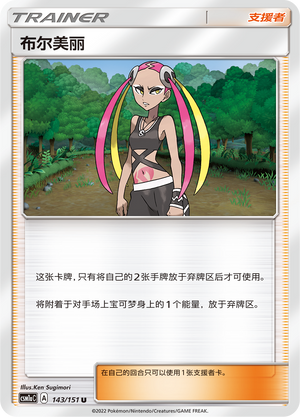 TRAINER
支援者
布尔美丽
这张卡牌，只有将自己的2张手牌放于弃牌区后才可使用。
将附着于对手场上宝可梦身上的1个能量，放于弃牌区。
Illus.Ken Sugimori
在自己的回合只可以使用1张支援者卡。
CSM1aC A 143/151 U
©2022 Pokémon/Nintendo/Creatures/GAME FREAK.